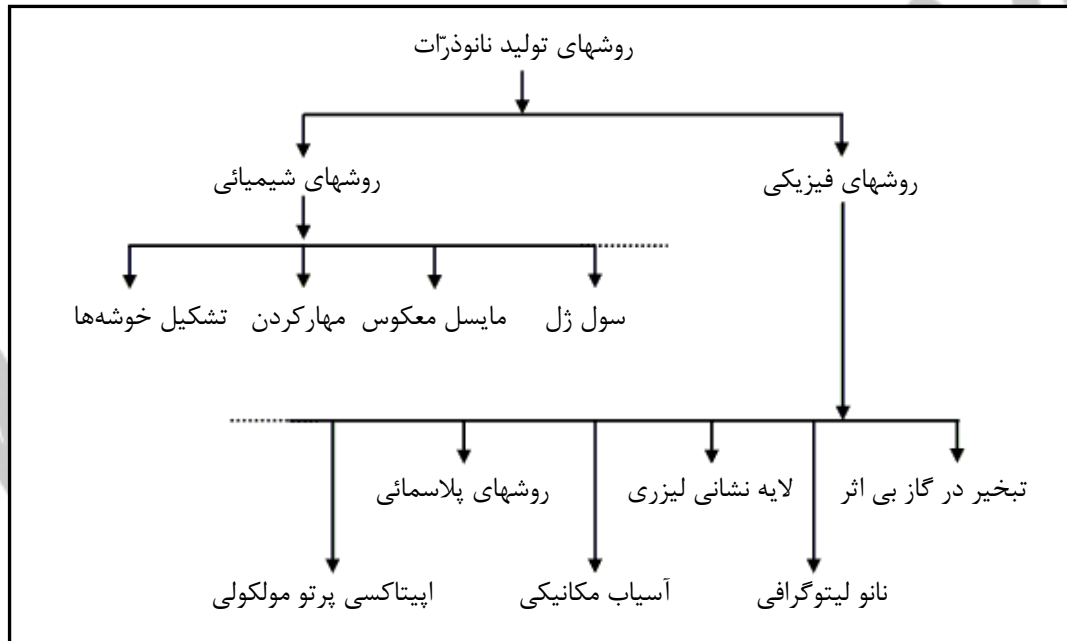 روشهای تولید نانوذرّات
روشهای فیزیکی
روشهای شیمیائی
سول ژل
مایسل معکوس
مهارکردن
تشکیل خوشه‌ها
تبخیر در گاز بی اثر
لایه نشانی لیزری
روشهای پلاسمائی
نانو لیتوگرافی
آسیاب مکانیکی
اپیتاکسی پرتو مولکولی